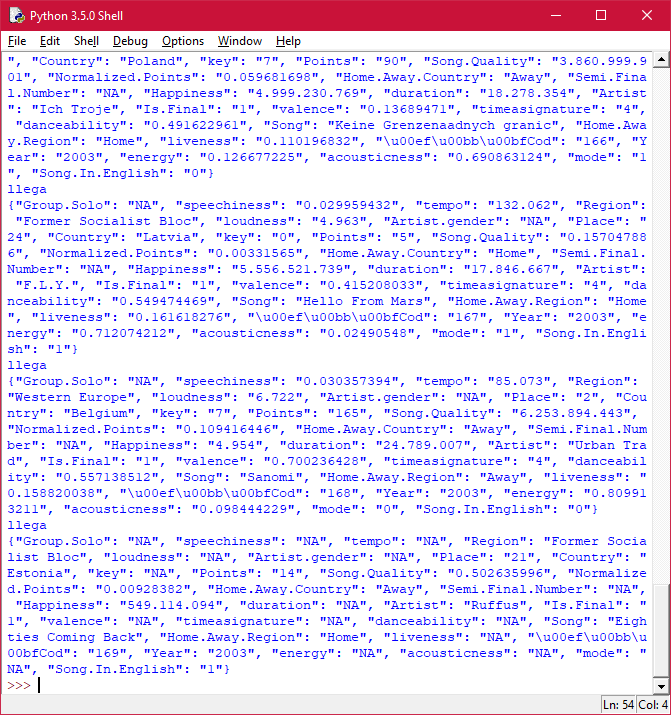 Python 3.5.0 Shell
File Edit Shell Debug Options Window Help
", "Country": "Poland", "key": "7", "Points": "90", "Song.Quality": "3.860.999.9
01", "Normalized.Points": "0.059681698", "Home.Away.Country": "Away", "Semi.Fina
l.Number": "NA", "Happiness": "4.999.230.769", "duration": "18.278.354", "Artist
": "Ich Troje", "Is.Final": "1", "valence": "0.13689471", "timeasignature": "4",
"danceability": "0.491622961", "Song": "Keine Grenzenaadnych granic", "Home.Awa
y.Region": "Home", "liveness": "0.110196832", "\u00ef\u00bb\u00bfCod": "166", "Y
ear": "2003", "energy": "0.126677225", "acousticness": "0.690863124", "mode": "1
", "Song.In.English": "0"}
llega
{"Group.Solo": "NA", "speechiness": "0.029959432", "tempo": "132.062", "Region":
"Former Socialist Bloc", "loudness": "4.963", "Artist.gender": "NA", "Place": "
24", "Country": "Latvia", "key": "0", "Points": "5", "Song.Quality": "0.15704788
6", "Normalized.Points": "0.00331565", "Home.Away.Country": "Home", "Semi.Final.
Number": "NA", "Happiness": "5.556.521.739", "duration": "17.846.667", "Artist":
"F.L.Y.", "Is.Final": "1", "valence": "0.415208033", "timeasignature": "4", "da
nceability": "0.549474469", "Song": "Hello From Mars", "Home.Away.Region": "Home
", "liveness": "0.161618276", "\u00ef\u00bb\u00bfCod": "167", "Year": "2003", "e
nergy": "0.712074212", "acousticness": "0.02490548", "mode": "1", "Song.In.Engli
sh": "1"}
llega
{"Group.Solo": "NA", "speechiness": "0.030357394", "tempo": "85.073", "Region":
"Western Europe", "loudness": "6.722", "Artist.gender": "NA", "Place": "2", "Cou
ntry": "Belgium", "key": "7", "Points": "165", "Song.Quality": "6.253.894.443",
"Normalized.Points": "0.109416446", "Home.Away.Country": "Away", "Semi.Final.Num
ber": "NA", "Happiness": "4.954", "duration": "24.789.007", "Artist": "Urban Tra
d", "Is.Final": "1", "valence": "0.700236428", "timeasignature": "4", "danceabil
ity": "0.557138512", "Song": "Sanomi", "Home.Away.Region": "Away", "liveness": "
0.158820038", "\u00ef\u00bb\u00bfCod": "168", "Year": "2003", "energy": "0.80991
3211", "acousticness": "0.098444229", "mode": "0", "Song.In.English": "0"}
llega
{"Group.Solo": "NA", "speechiness": "NA", "tempo": "NA", "Region": "Former Socia
list Bloc", "loudness": "NA", "Artist.gender": "NA", "Place": "21", "Country": "
Estonia", "key": "NA", "Points": "14", "Song.Quality": "0.502635996", "Normalize
d.Points": "0.00928382", "Home.Away.Country": "Away", "Semi.Final.Number": "NA",
"Happiness": "549.114.094", "duration": "NA", "Artist": "Ruffus", "Is.Final": "
1", "valence": "NA", "timeasignature": "NA", "danceability": "NA", "Song": "Eigh
ties Coming Back", "Home.Away.Region": "Home", "liveness": "NA", "\u00ef\u00bb\u
00bfCod": "169", "Year": "2003", "energy": "NA", "acousticness": "NA", "mode": "
NA", "Song.In.English": "1"}
>>>
Ln: 54 Col: 4